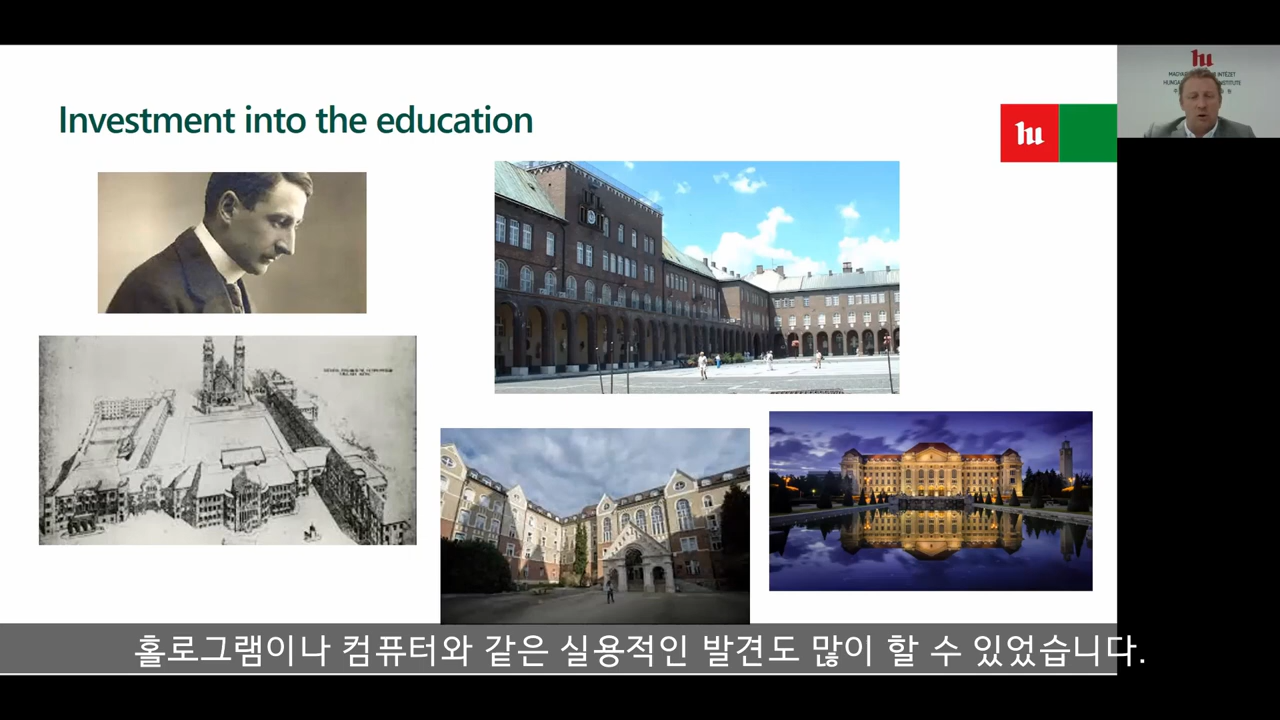 Investment into the education
hu
hu
홀로그램이나 컴퓨터와 같은 실용적인 발견도 많이 할 수 있었습니다.